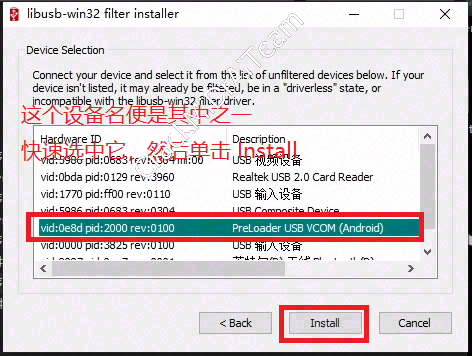 libusb-win32 filter installer
Device Selection
Connect your device and select it from the list of unfiltered devices below. If your
device isn't listed, it may already be filtered, be in a "driverless" state, or
incompatible with the libusb-win32 filter driver.
这个设备名便是其中之一
快速选中它，然后单击 Install
Hardware ID Description
vid:5986 pid:0683 rev:0304 mi:00 USB 视频设备
vid:0bda pid:0129 rev:3960 Realtek USB 2.0 Card Reader
vid:1770 pid:ff00 rev:0110 USB 输入设备
vid:5986 pid:0683 rev:0304 USB Composite Device
vid:0e8d pid:2000 rev:0100 PreLoader USB VCOM (Android)
vid:0000 pid:3825 rev:0100 USB 输入设备
< Back
Install
Cancel
Team